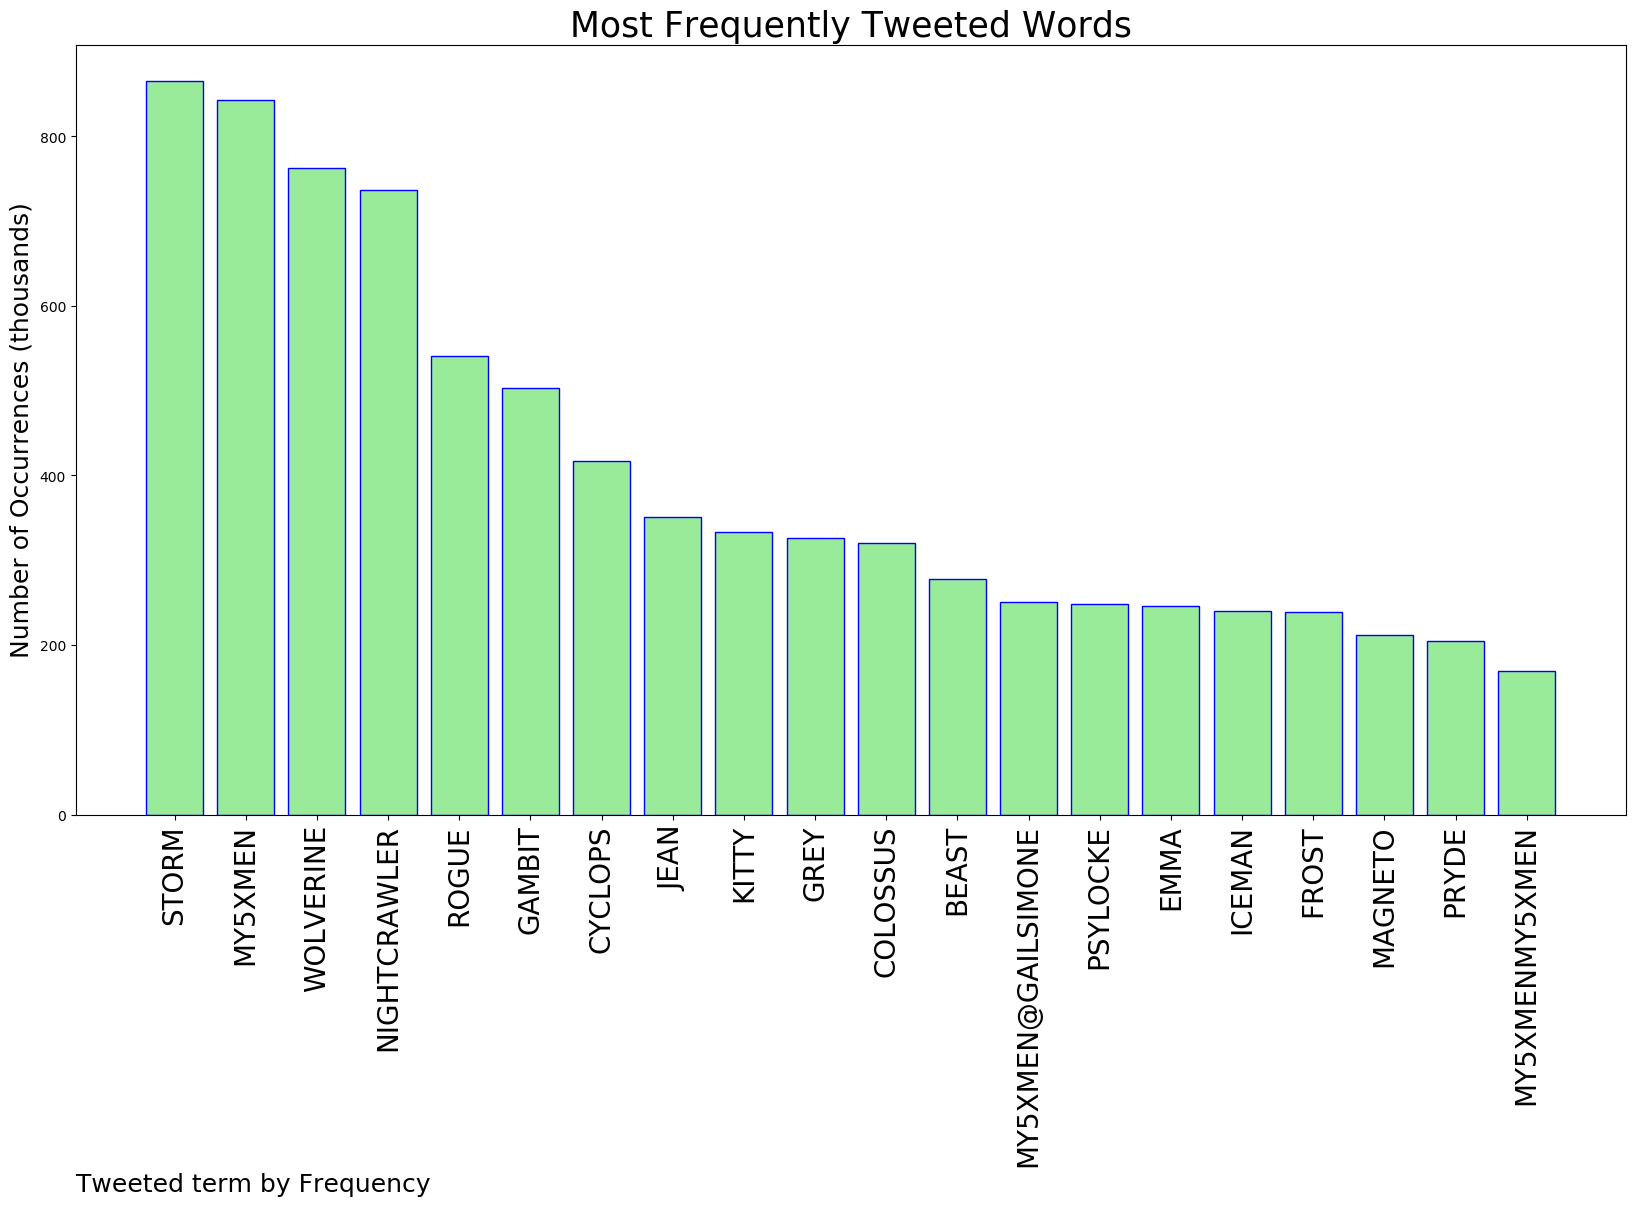 Most Frequently Tweeted Words
Number of Occurrences (thousands)
800
600
400
200
0
STORM
MY5XMEN
WOLVERINE
NIGHTCRAWLER
ROGUE
GAMBIT
CYCLOPS
JEAN
KITTY
GREY
COLOSSUS
BEAST
MY5XMEN@GAILSIMONE
PSYLOCKE
EMMA
ICEMAN
FROST
MAGNETO
PRYDE
MY5XMENMY5XMEN
Tweeted term by Frequency